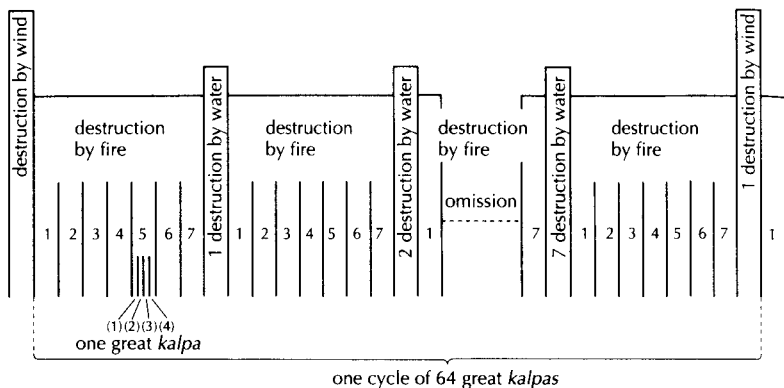 destruction by wind
destruction
by fire
1 2 3 4 5 6 7
(1)(2)(3)(4)
one great kalpa
1 destruction by water
destruction
by fire
1 2 3 4 5 6 7
2 destruction by water
destruction
by fire
1
omission
7
7 destruction by water
destruction
by fire
1 2 3 4 5 6 7
1 destruction by wind
1
one cycle of 64 great kalpas